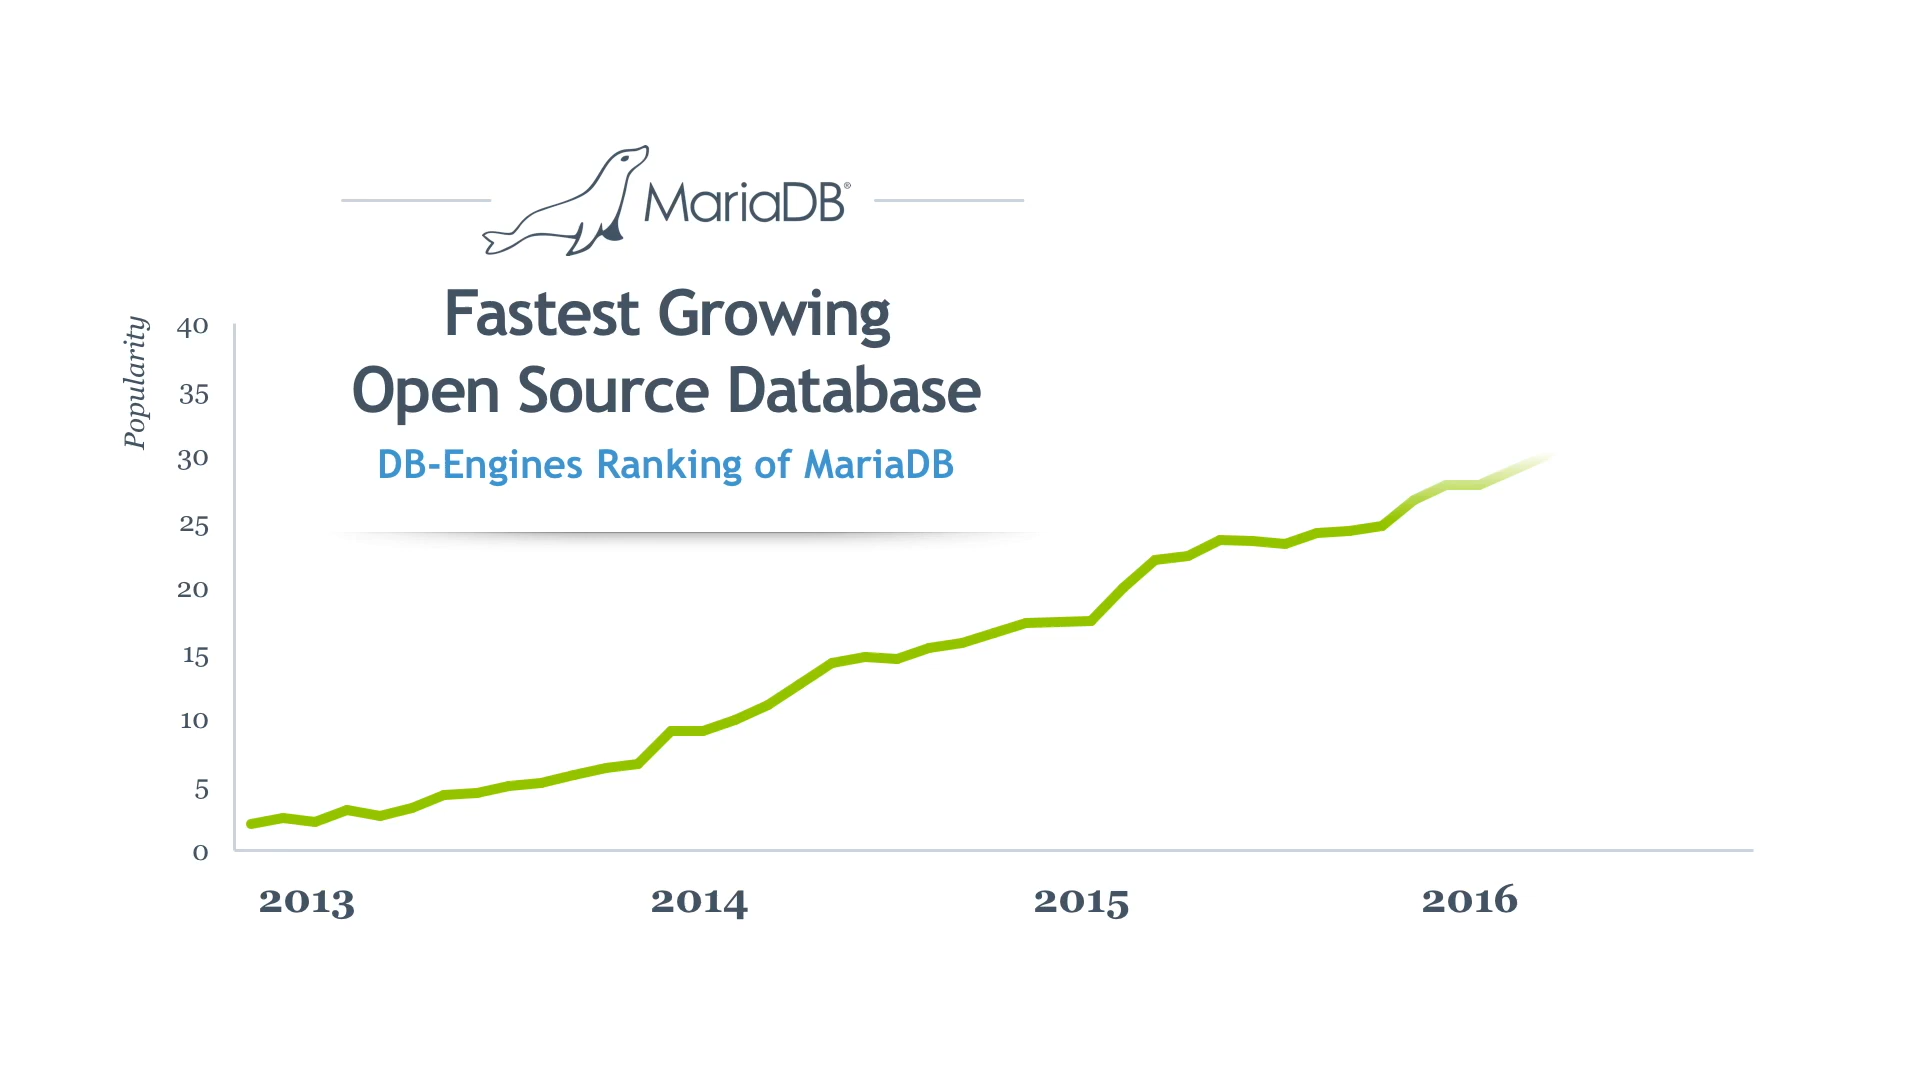 MariaDB®
Fastest Growing
Open Source Database
DB-Engines Ranking of MariaDB
Popularity
40
35
30
25
20
15
10
5
0
2013 2014 2015 2016